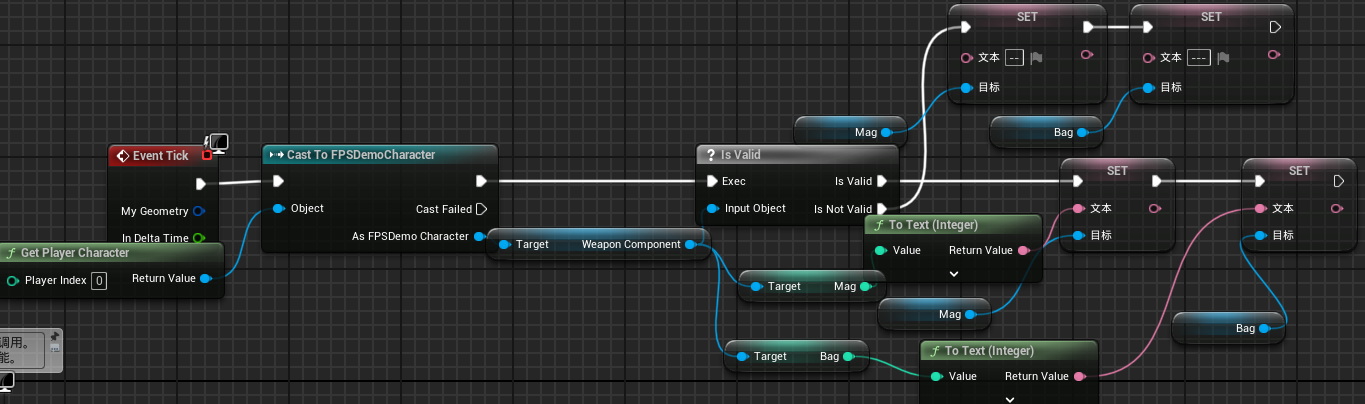 SET
SET
文本 --
文本 ---
目标
目标
Mag
Bag
Event Tick
Cast To FPSDemoCharacter
? Is Valid
SET
SET
Exec
Is Valid
My Geometry
Object
Cast Failed
Input Object
Is Not Valid
文本
文本
In Delta Time
As FPSDemo Character
Target
Weapon Component
f To Text (Integer)
目标
目标
f Get Player Character
Value
Return Value
Player Index 0
Return Value
Target
Mag
Mag
Bag
调用。
能。
Target
Bag
f To Text (Integer)
Value
Return Value